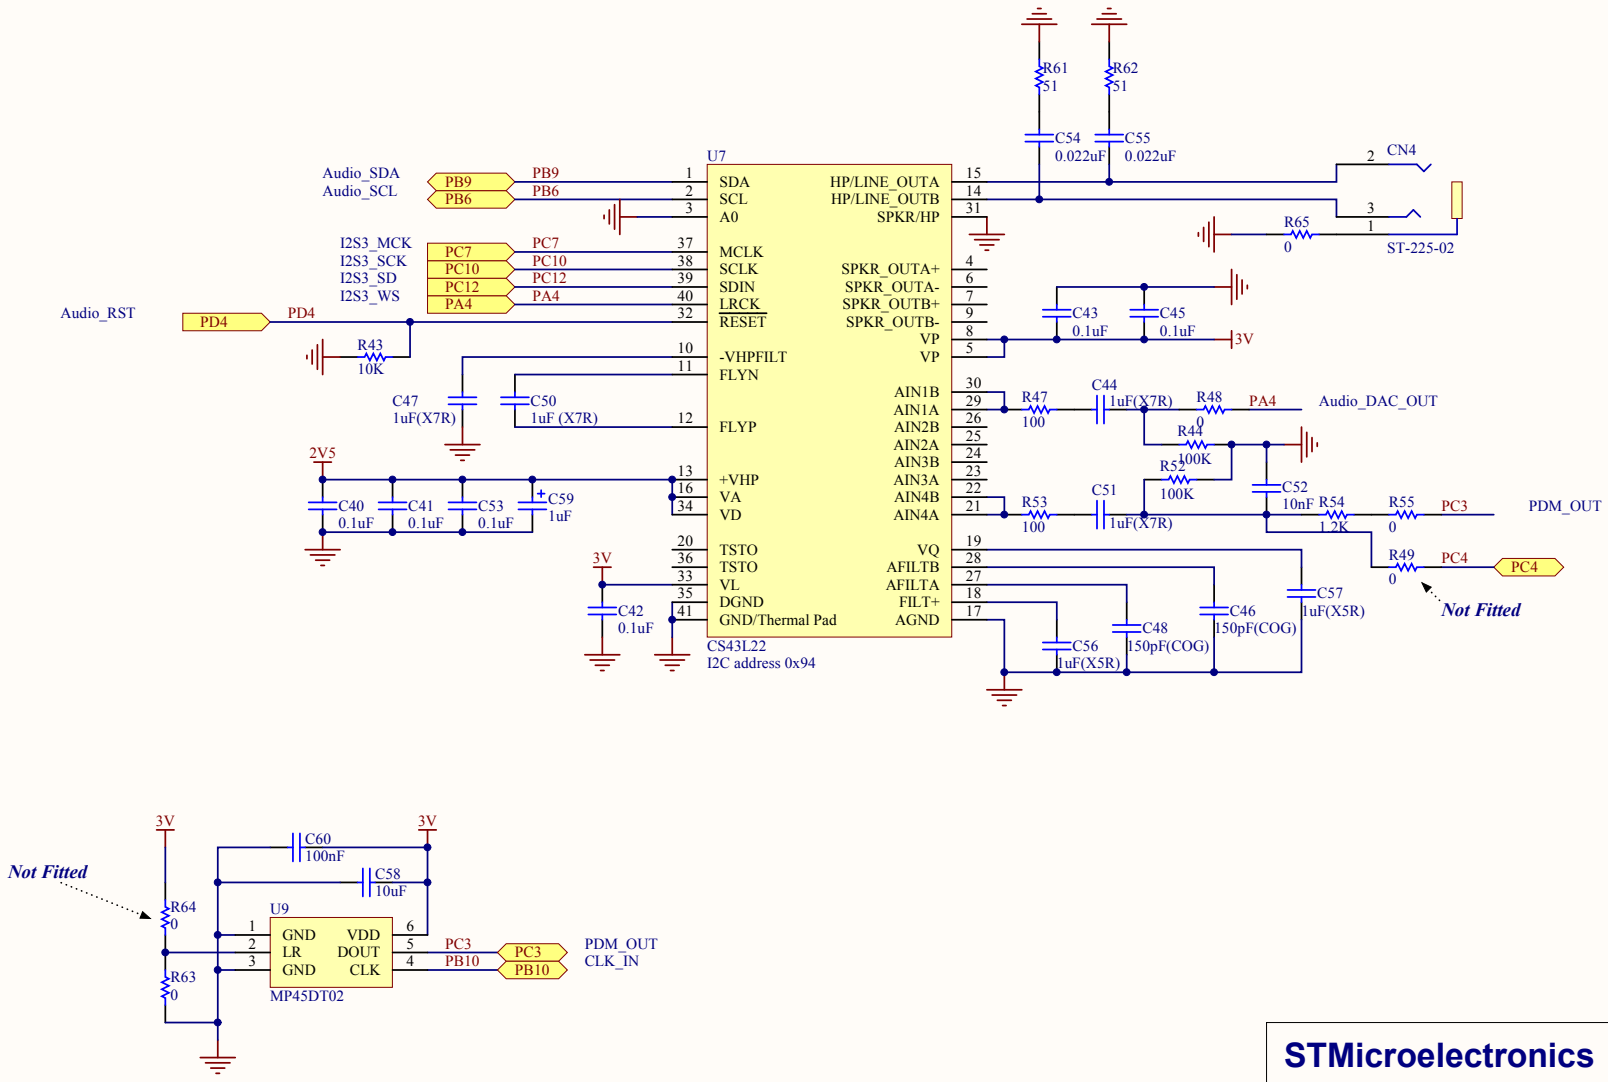 R61
51
R62
51
C54
0.022uF
C55
0.022uF
U7
Audio_SDA
Audio_SCL
PB9
PB6
PB9
PB6
1
2
3
SDA
SCL
A0
HP/LINE_OUTA
HP/LINE_OUTB
SPKR/HP
15
14
31
2
CN4
3
1
R65
0
ST-225-02
I2S3_MCK
I2S3_SCK
I2S3_SD
I2S3_WS
PC7
PC10
PC12
PA4
PC7
PC10
PC12
PA4
37
38
39
40
32
MCLK
SCLK
SDIN
LRCK
RESET
Audio_RST
PD4
PD4
R43
10K
SPKR_OUTA+
SPKR_OUTA-
SPKR_OUTB+
SPKR_OUTB-
VP
VP
4
6
7
9
8
5
C43
0.1uF
C45
0.1uF
3V
10
11
12
-VHPFILT
FLYN
FLYP
C47
1uF(X7R)
C50
1uF (X7R)
AIN1B
AIN1A
AIN2B
AIN2A
AIN3B
AIN3A
AIN4B
AIN4A
30
29
26
25
24
23
22
21
R47
100
C44
1uF(X7R)
R48
0
PA4
Audio_DAC_OUT
R44
100K
R52
100K
C52
10nF
R53
100
C51
1uF(X7R)
R54
1.2K
R55
0
PC3
PDM_OUT
R49
0
PC4
PC4
Not Fitted
2V5
C40
0.1uF
C41
0.1uF
C53
0.1uF
+
C59
1uF
13
16
34
+VHP
VA
VD
20
36
33
35
41
TSTO
TSTO
VL
DGND
GND/Thermal Pad
3V
C42
0.1uF
VQ
AFILTB
AFILTA
FILT+
AGND
19
28
27
18
17
C57
1uF(X5R)
C46
150pF(COG)
C48
150pF(COG)
C56
1uF(X5R)
CS43L22
I2C address 0x94
3V
3V
C60
100nF
C58
10uF
Not Fitted
R64
0
R63
0
U9
1
2
3
GND
LR
GND
VDD
DOUT
CLK
6
5
4
MP45DT02
PC3
PB10
PC3
PB10
PDM_OUT
CLK_IN
STMicroelectronics